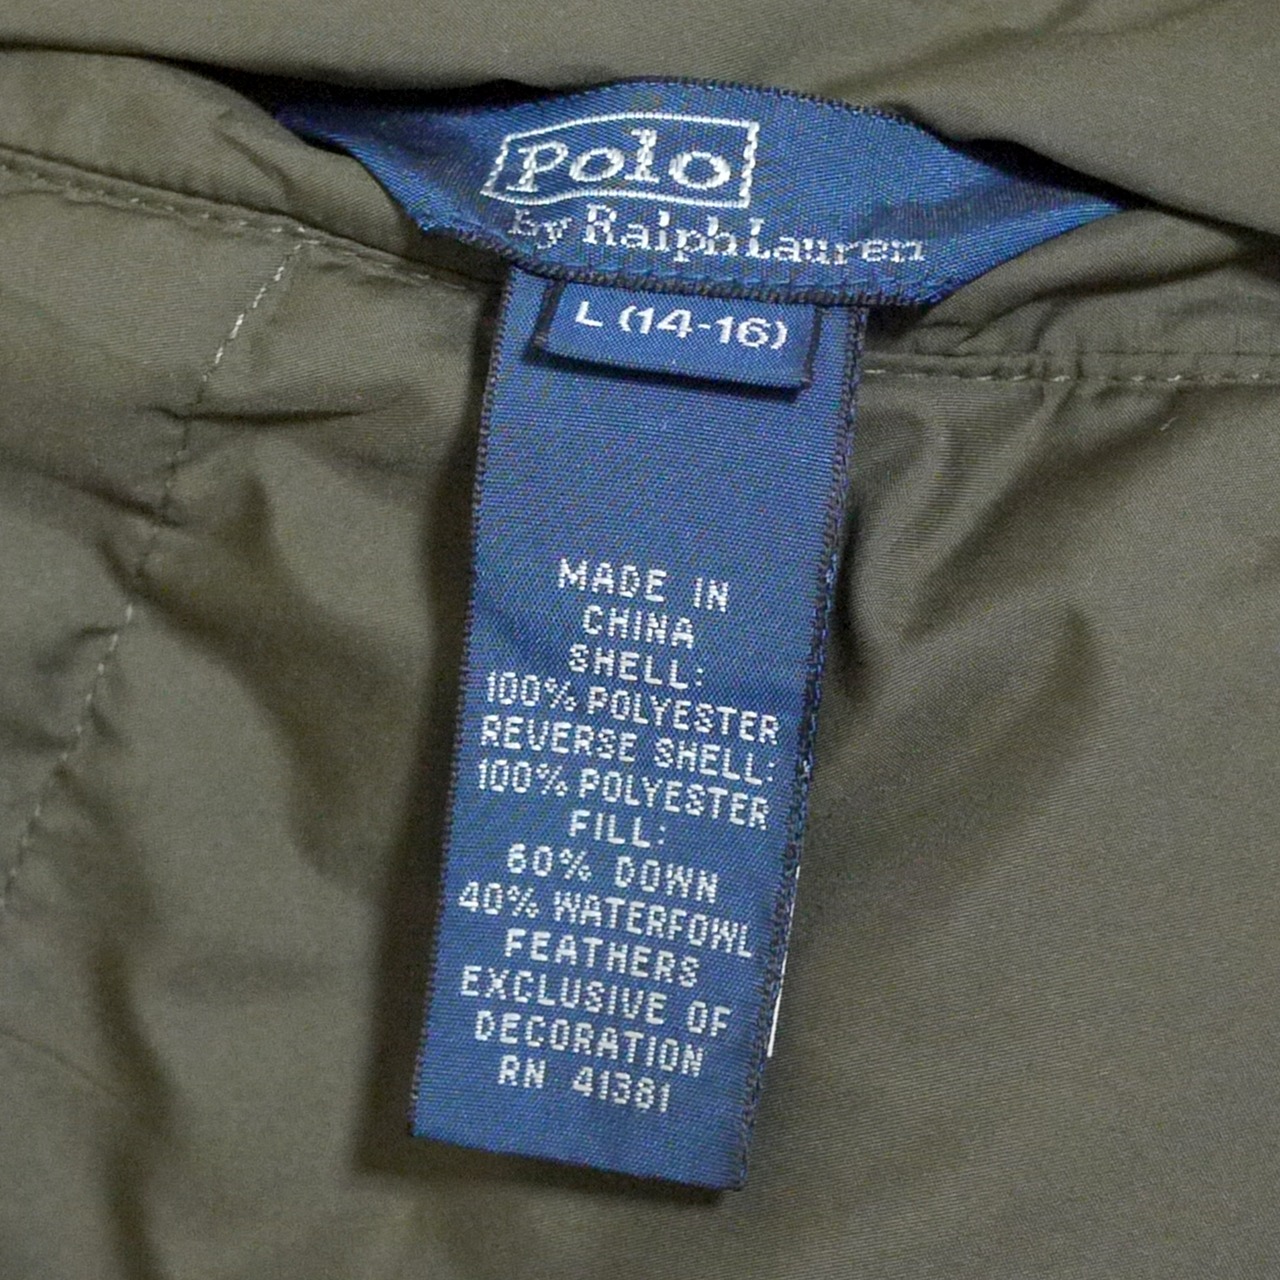 Polo
by Ralph Lauren
L (14-16)
MADE IN
CHINA
SHELL:
100% POLYESTER
REVERSE SHELL:
100% POLYESTER
FILL:
60% DOWN
40% WATERFOWL
FEATHERS
EXCLUSIVE OF
DECORATION
RN 41381